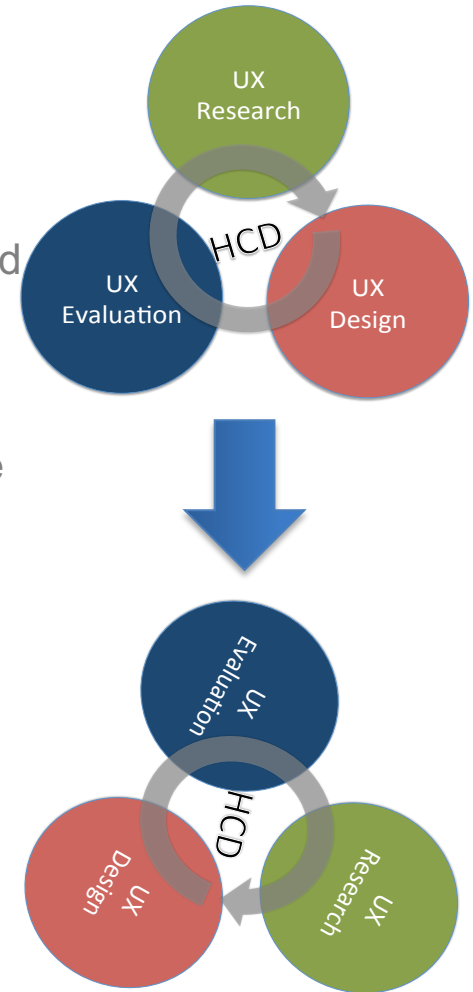 UX
Research
HCD
d
UX
Evaluation
UX
Design
e
UX
Evaluation
HCD
UX
Design
UX
Research